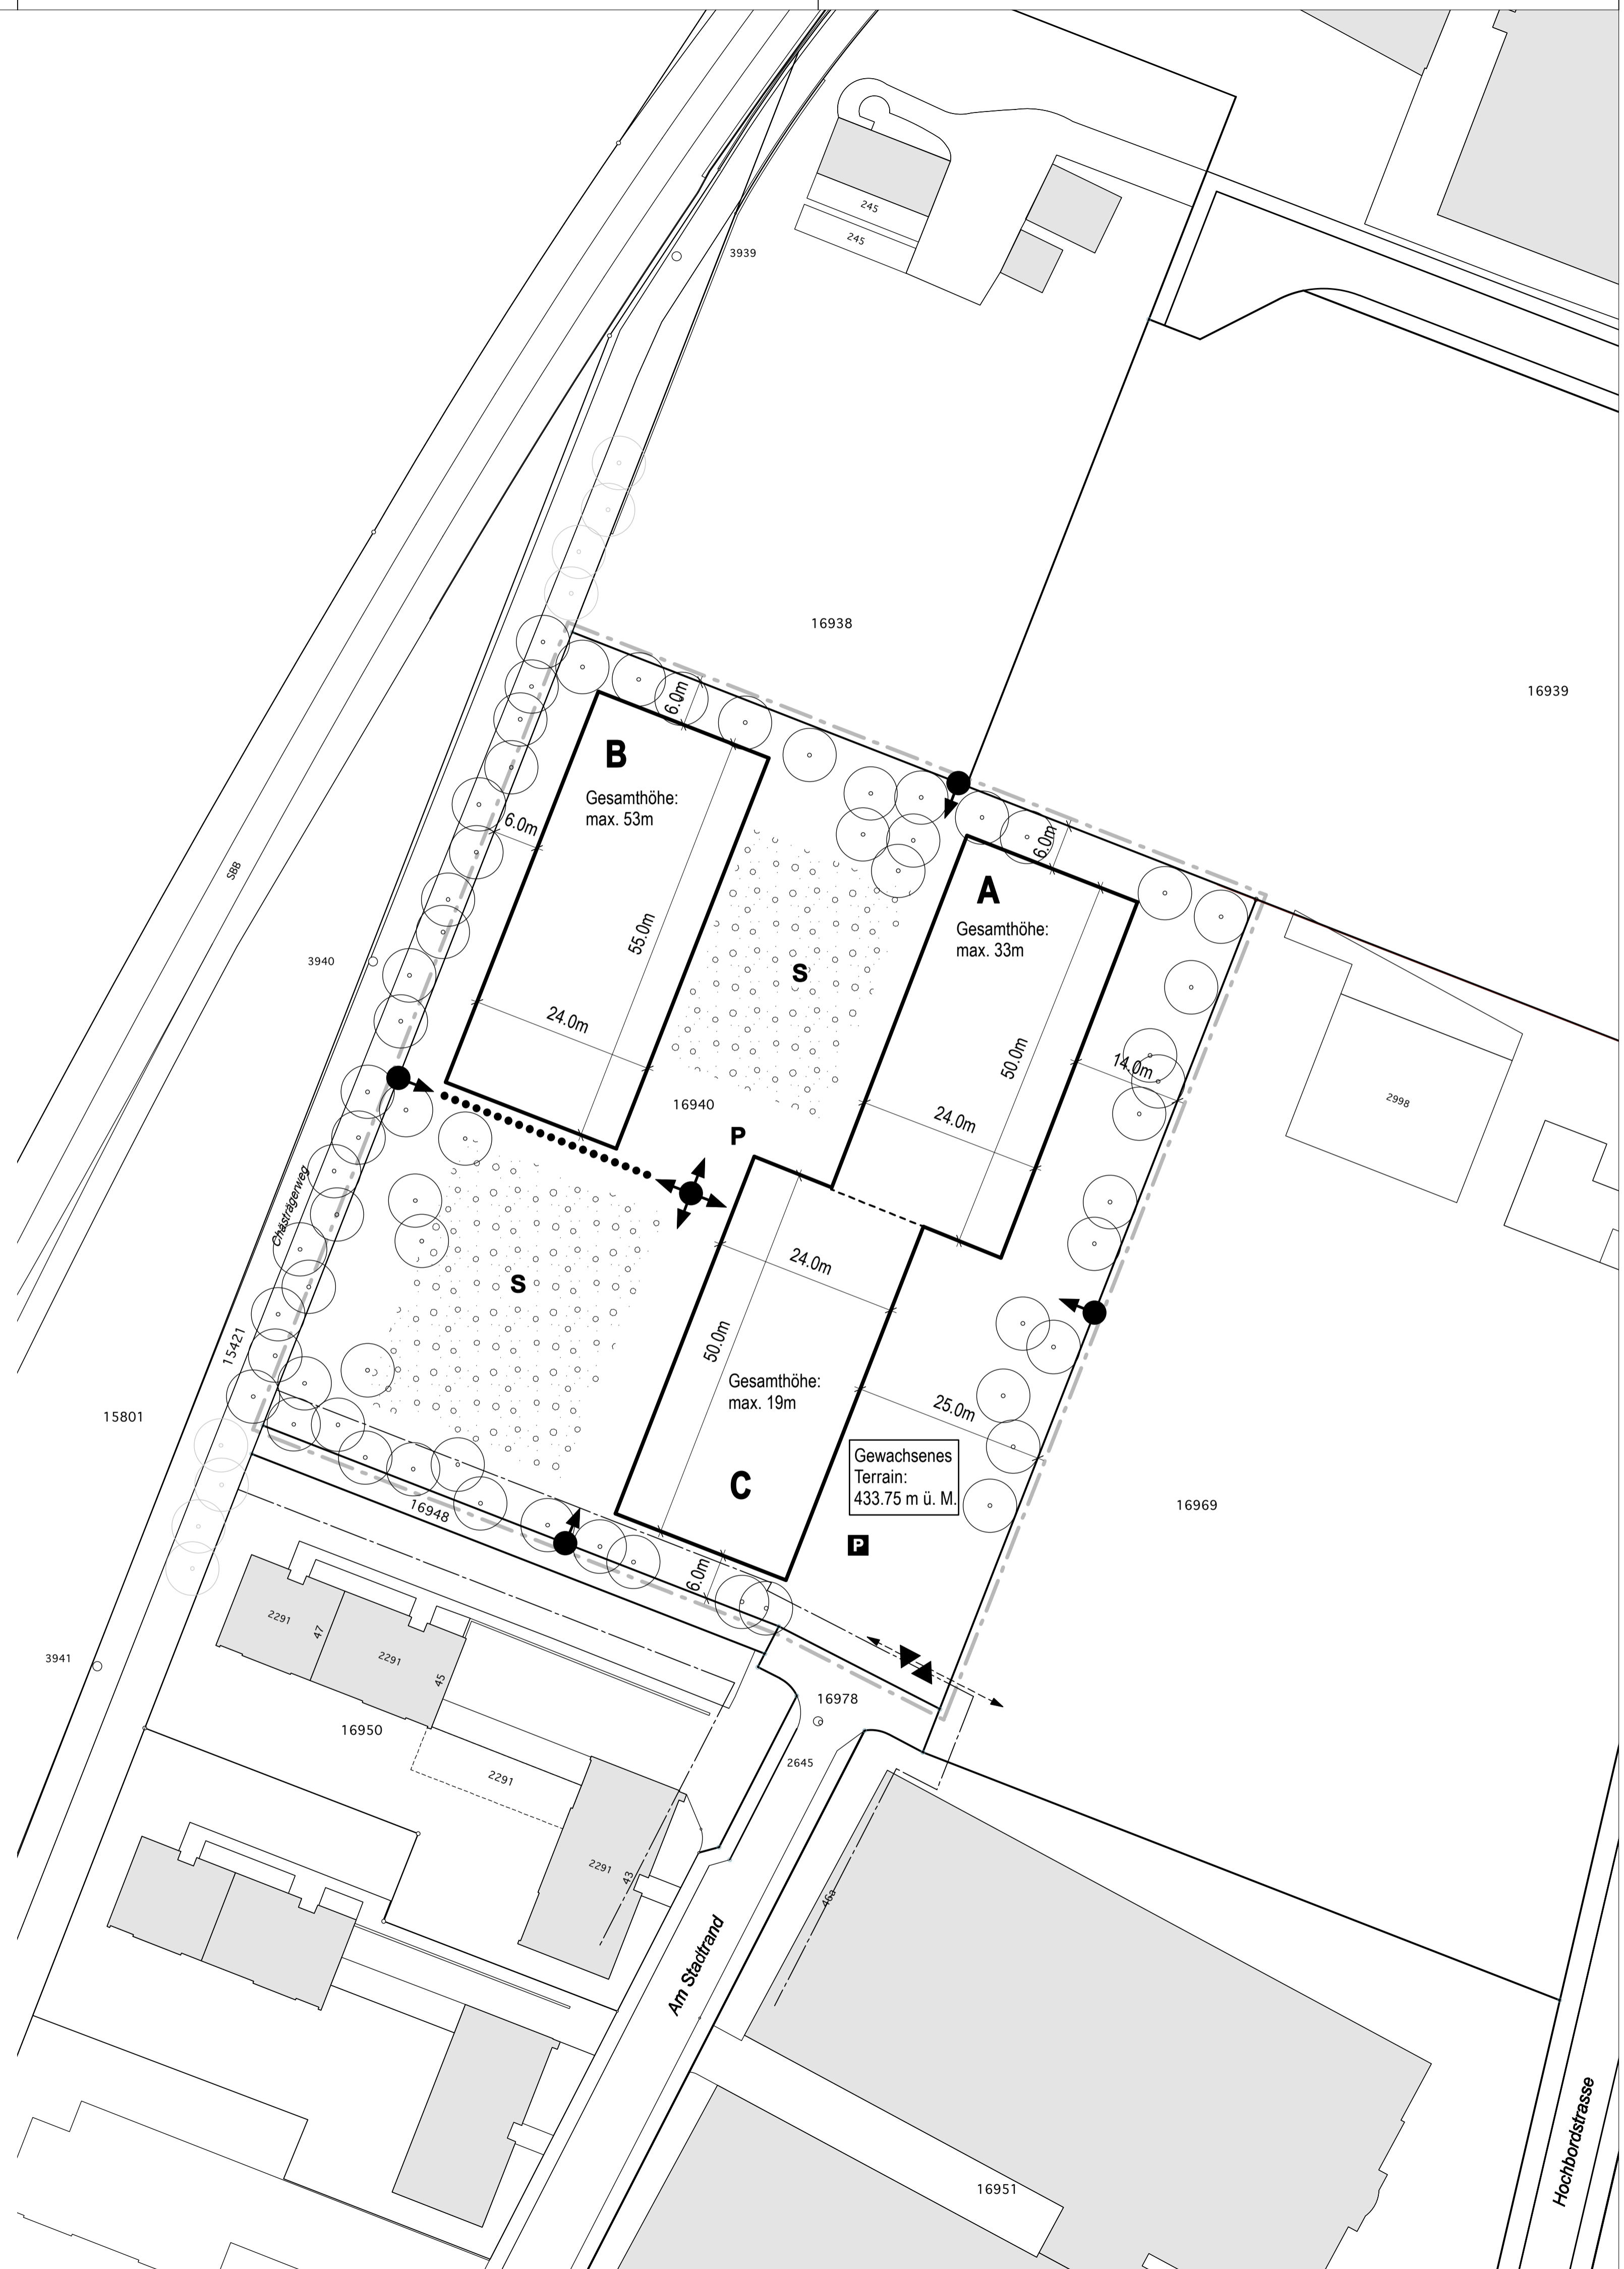 245
245
3939
16938
16939
6.0m
B
Gesamthöhe:
max. 53m
6.0m
6.0m
A
Gesamthöhe:
max. 33m
SBB
55.0m
S
3940
24.0m
50.0m
14.0m
2998
16940
24.0m
P
Chästrägerweg
24.0m
S
15421
50.0m
Gesamthöhe:
max. 19m
25.0m
15801
Gewachsenes
Terrain:
433.75 m ü. M.
C
16948
16969
P
6.0m
2291
47
2291
45
3941
16978
16950
2645
2291
2291
43
46a
Am Stadtrand
Hochbordstrasse
16951